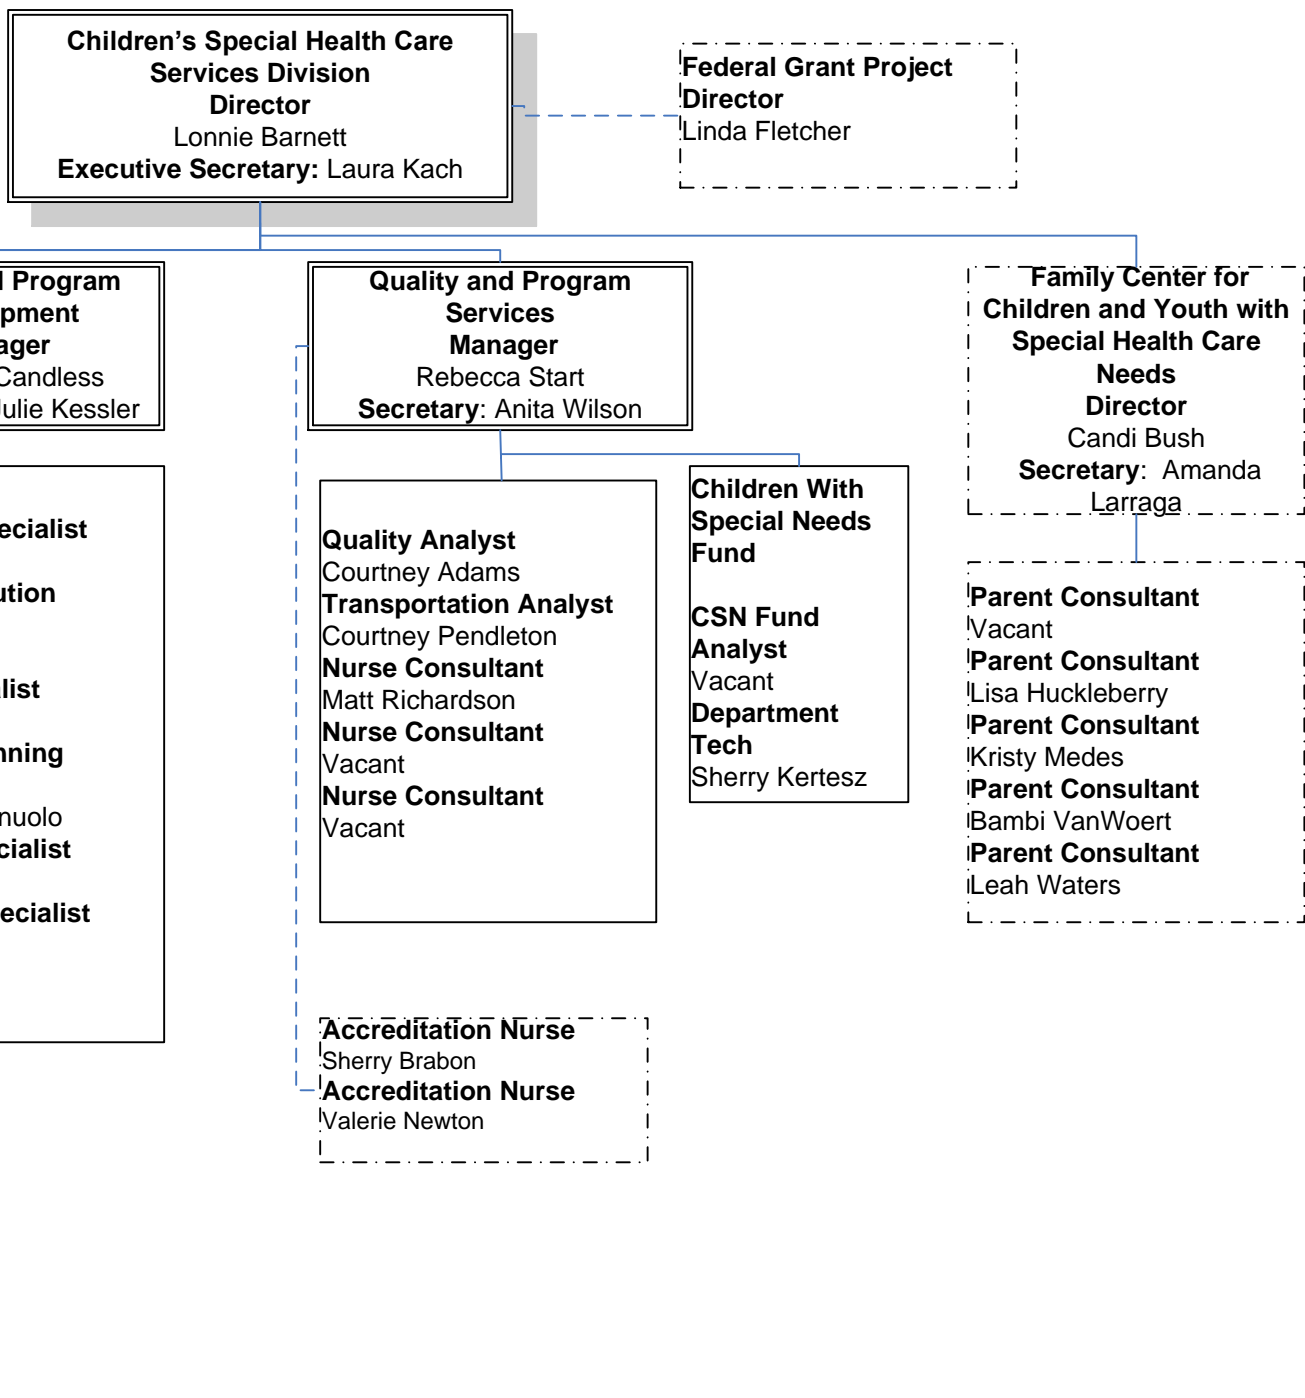 Children's Special Health Care
Services Division
Director
Lonnie Barnett
Executive Secretary: Laura Kach
Federal Grant Project
Director
Linda Fletcher
Program
Candless
Julie Kessler
Quality and Program
Services
Manager
Rebecca Start
Secretary: Anita Wilson
Family Center for
Children and Youth with
Special Health Care
Needs
Director
Candi Bush
Secretary:  Amanda
Larraga
ecialist
ution
alist
nning
nuolo
cialist
ecialist
Quality Analyst
Courtney Adams
Transportation Analyst
Courtney Pendleton
Nurse Consultant
Matt Richardson
Nurse Consultant
Vacant
Nurse Consultant
Vacant
Children With
Special Needs
Fund
CSN Fund
Analyst
Vacant
Department
Tech
Sherry Kertesz
Parent Consultant
Vacant
Parent Consultant
Lisa Huckleberry
Parent Consultant
Kristy Medes
Parent Consultant
Bambi VanWoert
Parent Consultant
Leah Waters
Accreditation Nurse
Sherry Brabon
Accreditation Nurse
Valerie Newton